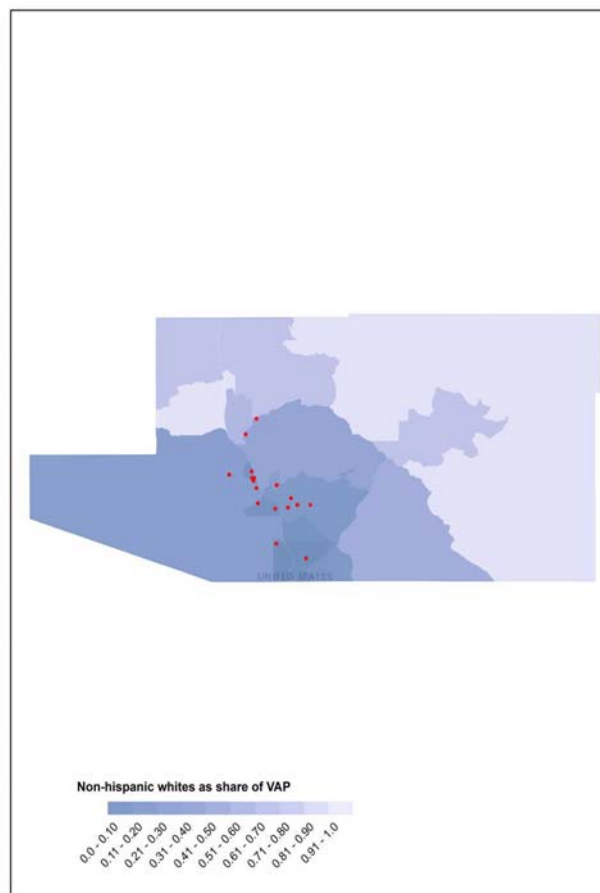 UNITED STATES
Non-hispanic whites as share of VAP
0.0 - 0.10
0.11 - 0.20
0.21 - 0.30
0.31 - 0.40
0.41 - 0.50
0.51 - 0.60
0.61 - 0.70
0.71 - 0.80
0.81 - 0.90
0.91 - 1.0